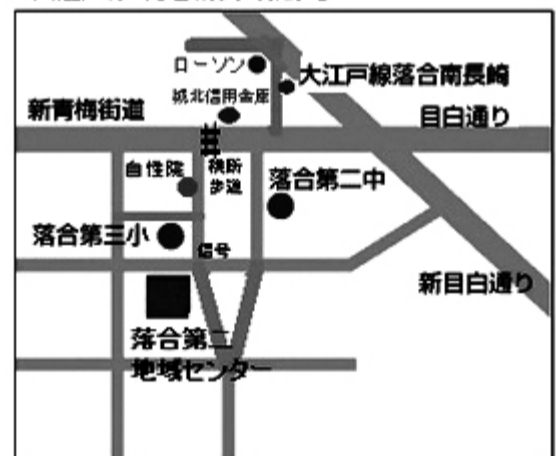 ローソン
大江戸線落合南長崎
城北信用金庫
新青梅街道
目白通り
自性院
横断
歩道
落合第二中
落合第三小
信号
新目白通り
落合第二
地域センター